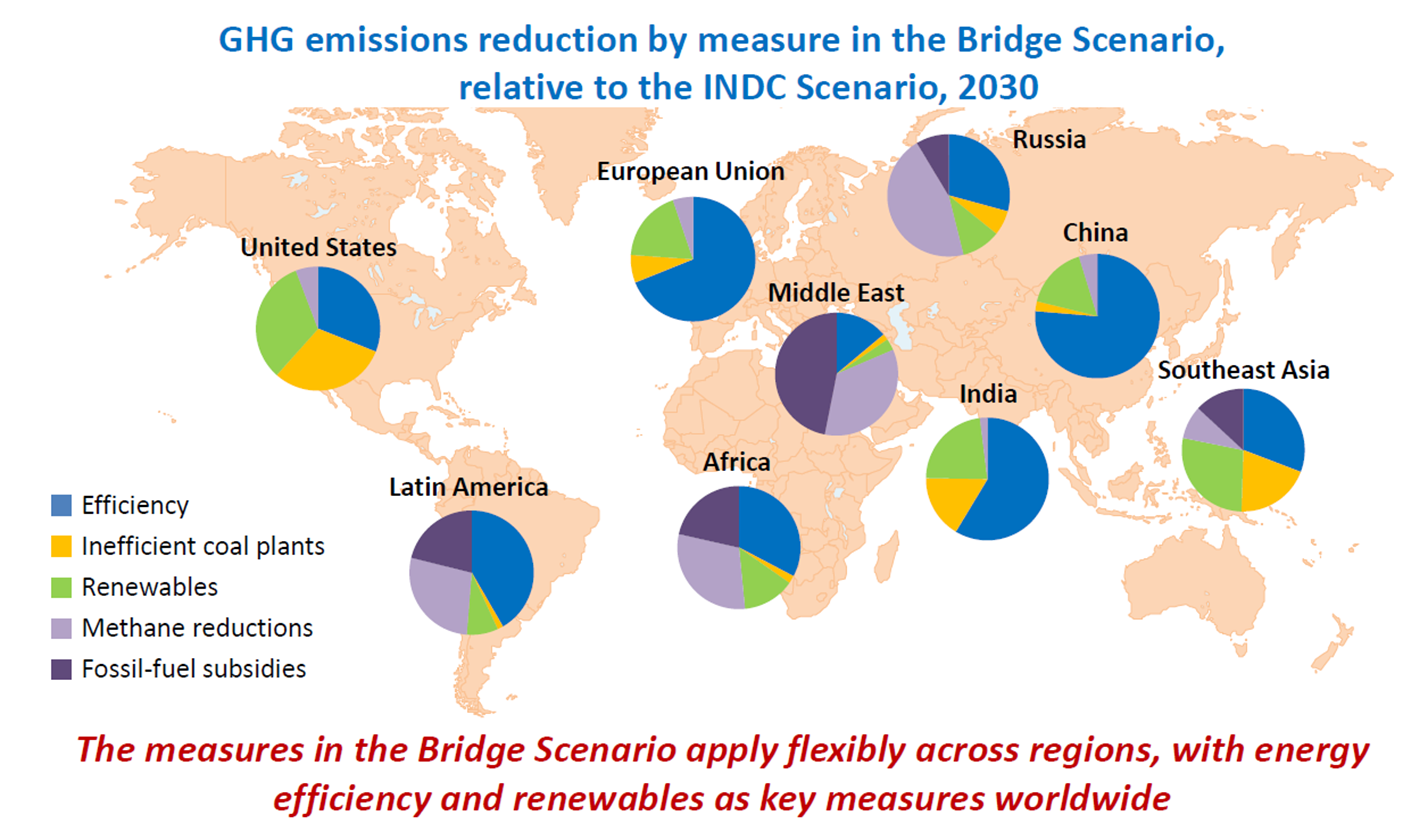 GHG emissions reduction by measure in the Bridge Scenario,
relative to the INDC Scenario, 2030
Russia
European Union
China
United States
Middle East
Southeast Asia
India
Africa
Latin America
Efficiency
Inefficient coal plants
Renewables
Methane reductions
Fossil-fuel subsidies
The measures in the Bridge Scenario apply flexibly across regions, with energy
efficiency and renewables as key measures worldwide